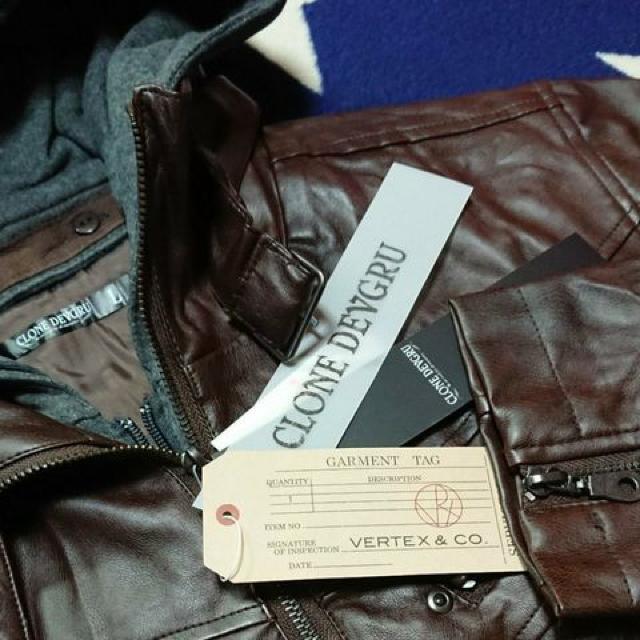 CLONE DEVGRU
L
CLONE DEVGRU
CLONE DEVGRU
GARMENT TAG
QUANTITY DESCRIPTION
1
ITEM NO
SIGNATURE
OF INSPECTION VERTEX & CO.
DATE